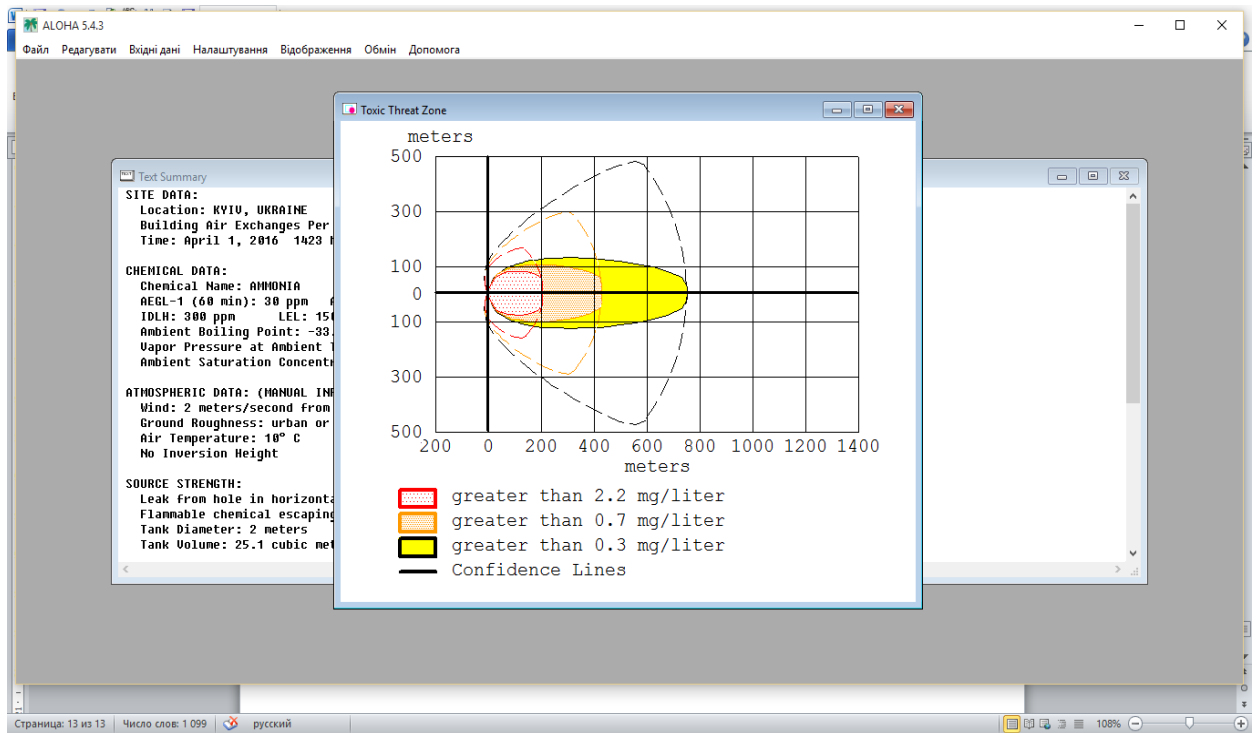 ALOHA 5.4.3
Файл Редагувати Вхідні дані Налаштування Відображення Обмін Допомога
Text Summary
SITE DATA:
Location: KYIV, UKRAINE
Building Air Exchanges Per
Time: April 1, 2016 1423
CHEMICAL DATA:
Chemical Name: AMMONIA
AEGL-1 (60 min): 30 ppm
IDLH: 300 ppm LEL:
Ambient Boiling Point: -33.
Vapor Pressure at Ambient
Ambient Saturation
ATMOSPHERIC DATA: (MANUAL
Wind: 2 meters/second from
Ground Roughness: urban or
Air Temperature: 10° C
No Inversion Height
SOURCE STRENGTH:
Leak from hole in
Flammable chemical escaping
Tank Diameter: 2 meters
Tank Volume: 25.1 cubic
Toxic Threat Zone
meters
500
300
100
0
100
300
500
200 0 200 400 600 800 1000 1200 1400
meters
greater than 2.2 mg/liter
greater than 0.7 mg/liter
greater than 0.3 mg/liter
Confidence Lines
Страница: 13 из 13 Число слов: 1 099 русский 108%